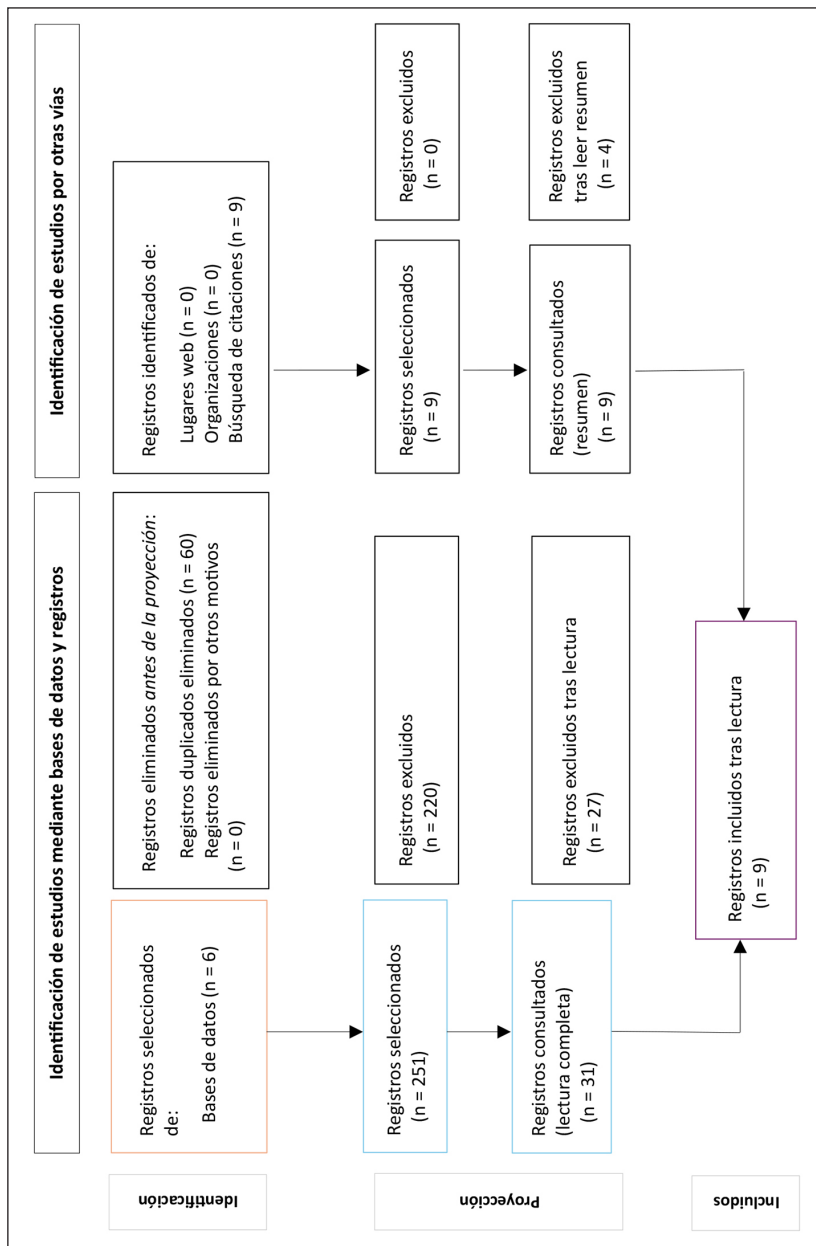 Identificación de estudios mediante bases de datos y registros
Identificación de estudios por otras vías
Identificación
Registros seleccionados
de:
Bases de datos (n = 6)
Registros eliminados antes de la proyección:
Registros duplicados eliminados (n = 60)
Registros eliminados por otros motivos
(n = 0)
Registros identificados de:
Lugares web (n = 0)
Organizaciones (n = 0)
Búsqueda de citaciones (n = 9)
Proyección
Registros seleccionados
(n = 251)
Registros excluidos
(n = 220)
Registros seleccionados
(n = 9)
Registros excluidos
(n = 0)
Registros consultados
(lectura completa)
(n = 31)
Registros excluidos tras lectura
(n = 27)
Registros consultados
(resumen)
(n = 9)
Registros excluidos
tras leer resumen
(n = 4)
Incluidos
Registros incluidos tras lectura
(n = 9)